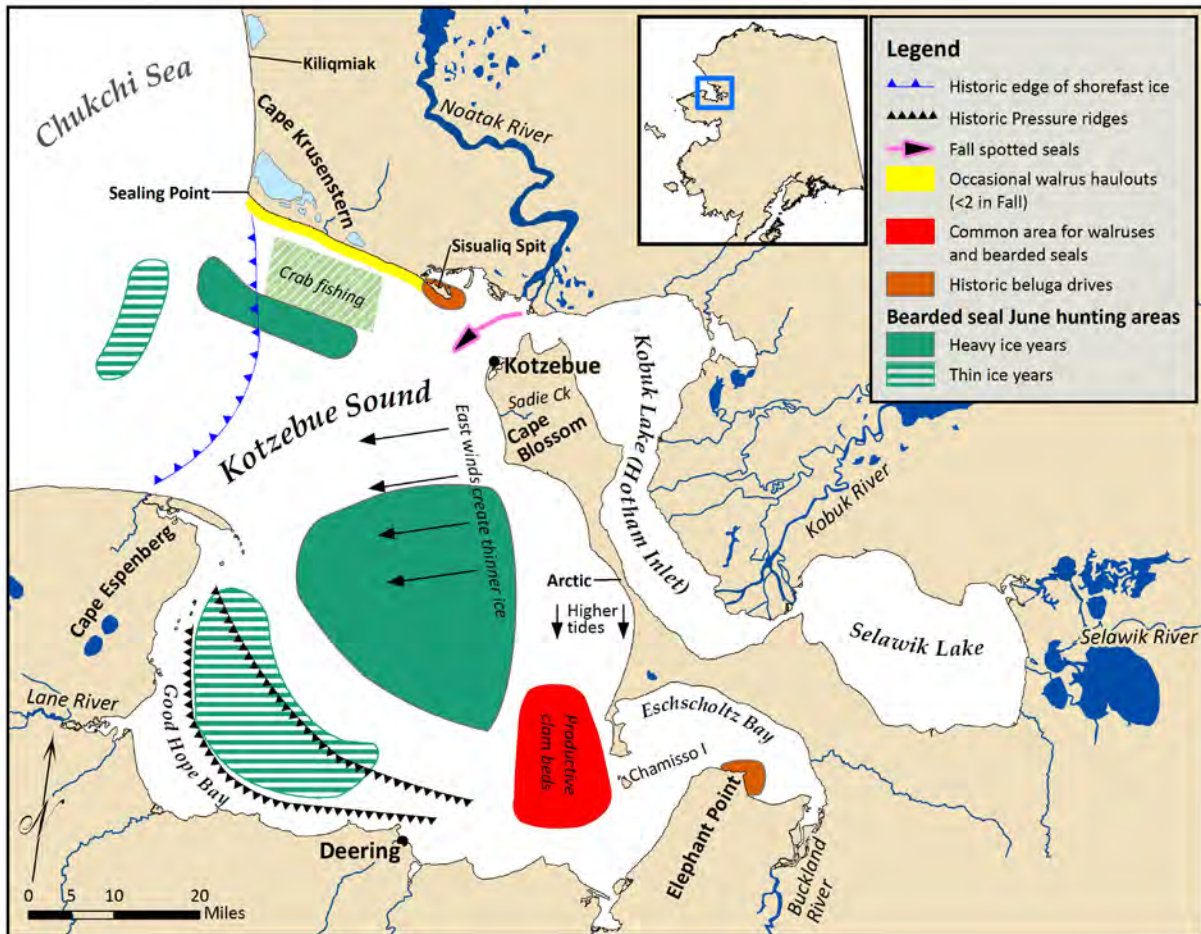 Chukchi Sea
Kiliqmiak
Cape Krusenstern
Noatak River
Sealing Point
Sisualiq Spit
Crab fishing
Kotzebue
Kotzebue Sound
Sadie Ck
Cape
Blossom
East winds create thinner ice
Kobuk Lake (Hotham Inlet)
Kobuk River
Cape Espenberg
Arctic
Higher
tides
Selawik Lake
Selawik River
Lane River
Good Hope Bay
Eschscholtz Bay
Productive
clam beds
Chamisso I
Elephant Point
Buckland
River
Deering
N
0 5 10 20
Miles
Legend
Historic edge of shorefast ice
Historic Pressure ridges
Fall spotted seals
Occasional walrus haulouts
(<2 in Fall)
Common area for walruses
and bearded seals
Historic beluga drives
Bearded seal June hunting areas
Heavy ice years
Thin ice years